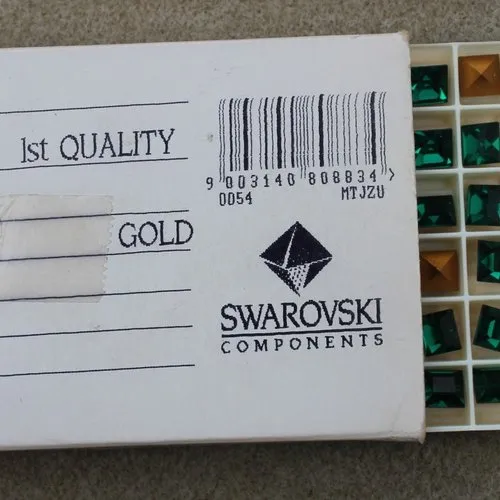 1st QUALITY
GOLD
9 003140 808834 >
0054 MTJZU
SWAROVSKI
COMPONENTS